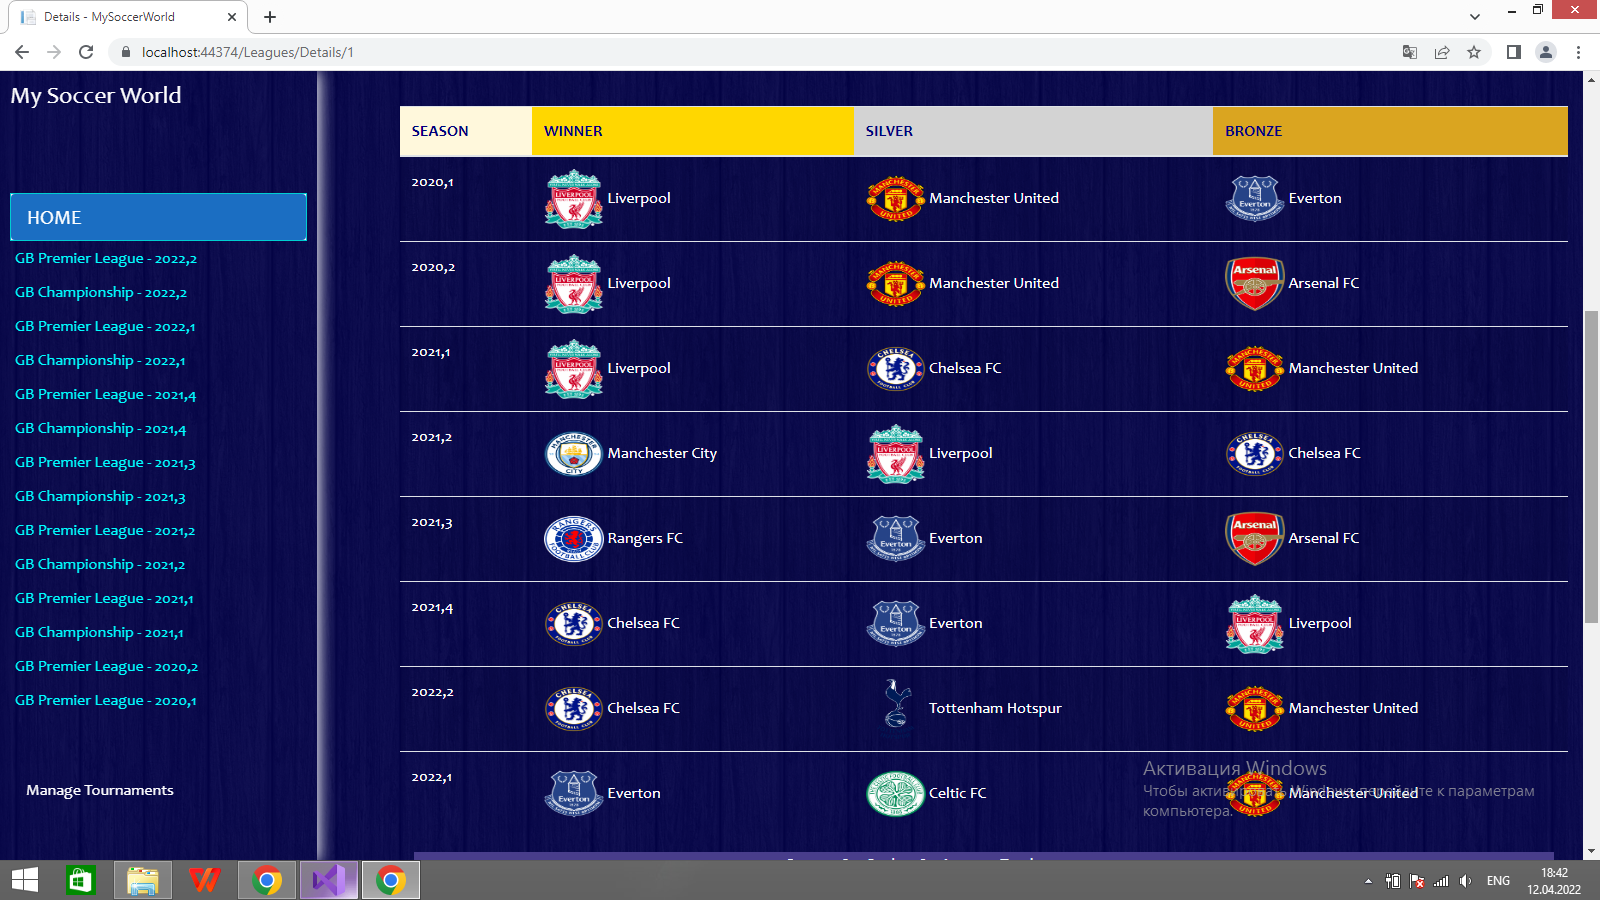 Details - MySoccerWorld
localhost:44374/Leagues/Details/1
My Soccer World
HOME
GB Premier League - 2022,2
GB Championship - 2022,2
GB Premier League - 2022,1
GB Championship - 2022,1
GB Premier League - 2021,4
GB Championship - 2021,4
GB Premier League - 2021,3
GB Championship - 2021,3
GB Premier League - 2021,2
GB Championship - 2021,2
GB Premier League - 2021,1
GB Championship - 2021,1
GB Premier League - 2020,2
GB Premier League - 2020,1
Manage Tournaments
SEASON WINNER SILVER BRONZE
2020,1 Liverpool Manchester United Everton
2020,2 Liverpool Manchester United Arsenal FC
2021,1 Liverpool Chelsea FC Manchester United
2021,2 Manchester City Liverpool Chelsea FC
2021,3 Rangers FC Everton Arsenal FC
2021,4 Chelsea FC Everton Liverpool
2022,2 Chelsea FC Tottenham Hotspur Manchester United
2022,1 Everton Celtic FC Manchester United
Активация Windows
Чтобы Windows, к параметрам
компьютера.
ENG
18:42
12.04.2022